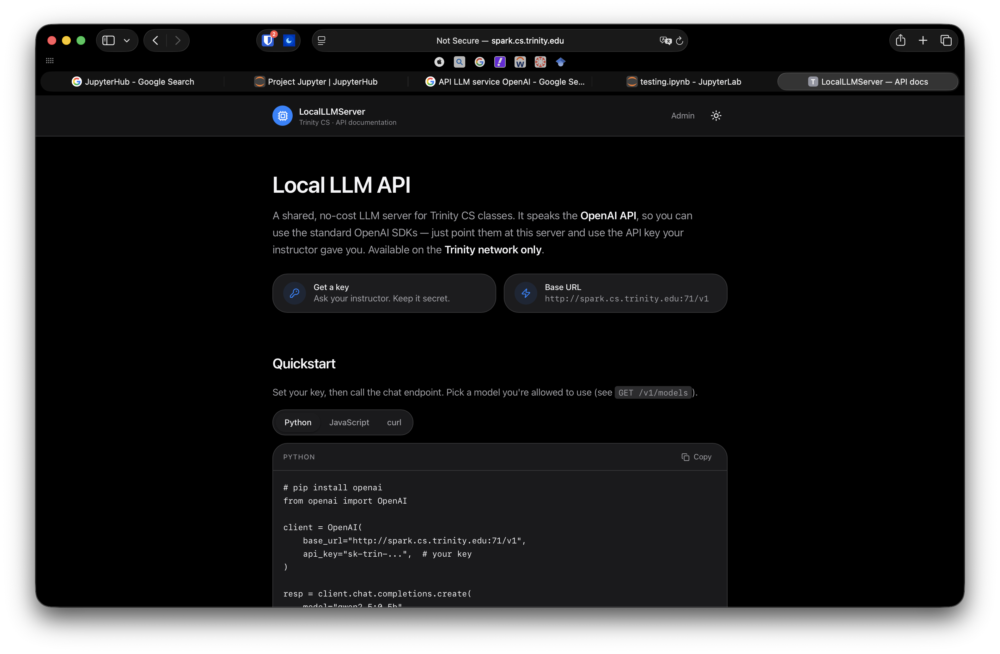 2
Not Secure — spark.cs.trinity.edu
JupyterHub - Google Search
Project Jupyter | JupyterHub
API LLM service OpenAI - Google Se...
testing.ipynb - JupyterLab
T LocalLLMServer — API docs
LocalLLMServer
Trinity CS · API documentation
Admin
Local LLM API
A shared, no-cost LLM server for Trinity CS classes. It speaks the OpenAI API, so you can
use the standard OpenAI SDKs — just point them at this server and use the API key your
instructor gave you. Available on the Trinity network only.
Get a key
Ask your instructor. Keep it secret.
Base URL
http://spark.cs.trinity.edu:71/v1
Quickstart
Set your key, then call the chat endpoint. Pick a model you're allowed to use (see GET /v1/models).
Python JavaScript curl
PYTHON
Copy
# pip install openai
from openai import OpenAI
client = OpenAI(
    base_url="http://spark.cs.trinity.edu:71/v1",
    api_key="sk-trin-...",  # your key
)
resp = client.chat.completions.create(
    model="qwen2.5:0.5b"